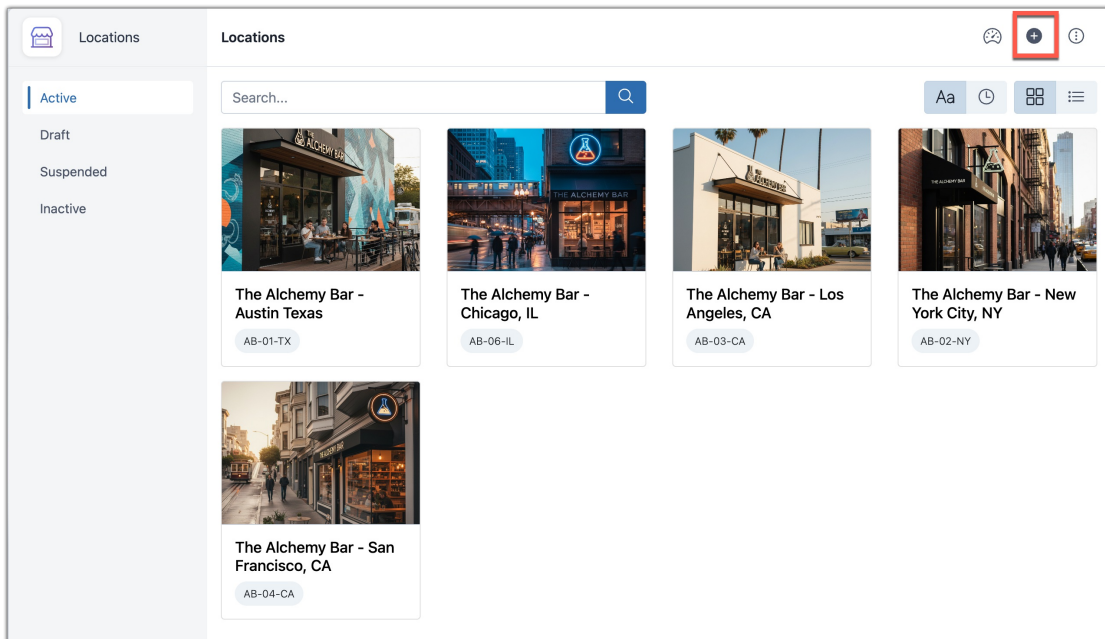 Locations
Locations
Active
Draft
Suspended
Inactive
Search...
Aa
THE
ALCHEMY BAR
The Alchemy Bar -
Austin Texas
AB-01-TX
THE ALCHEMY BAR
The Alchemy Bar -
Chicago, IL
AB-06-IL
The Alchemy Bar - Los
Angeles, CA
AB-03-CA
THE ALCHEMY BAR
The Alchemy Bar - New
York City, NY
AB-02-NY
THE ALCHEMY BAR
The Alchemy Bar - San
Francisco, CA
AB-04-CA